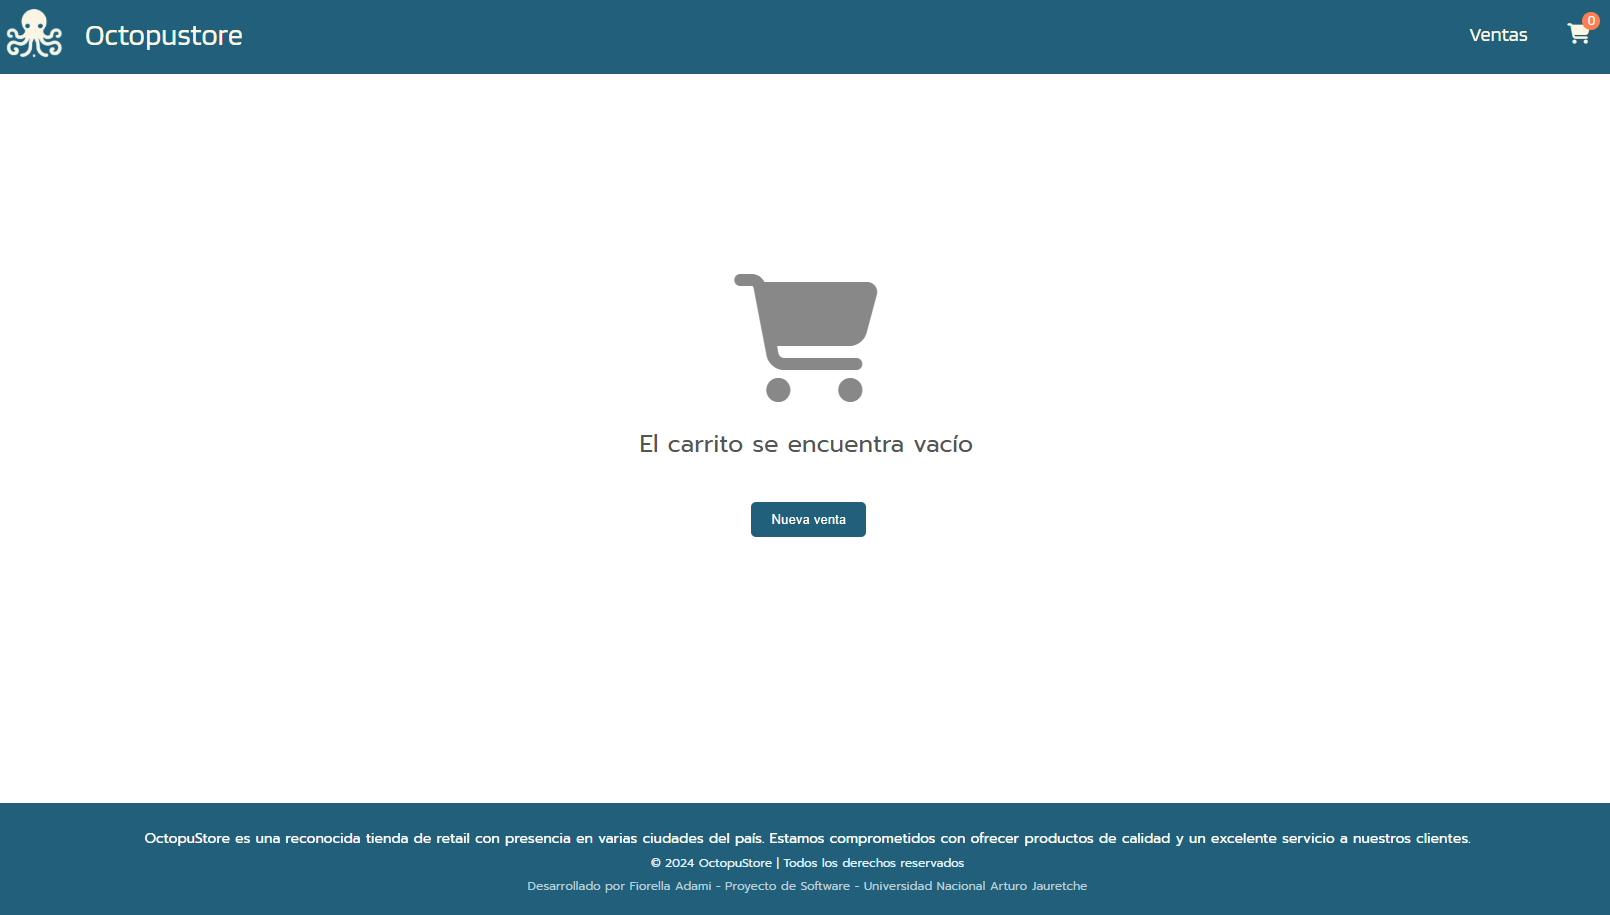 Octopustore
Ventas
0
El carrito se encuentra vacío
Nueva venta
OctopuStore es una reconocida tienda de retail con presencia en varias ciudades del país. Estamos comprometidos con ofrecer productos de calidad y un excelente servicio a nuestros clientes.
© 2024 OctopuStore | Todos los derechos reservados
Desarrollado por Fiorella Adami - Proyecto de Software - Universidad Nacional Arturo Jauretche